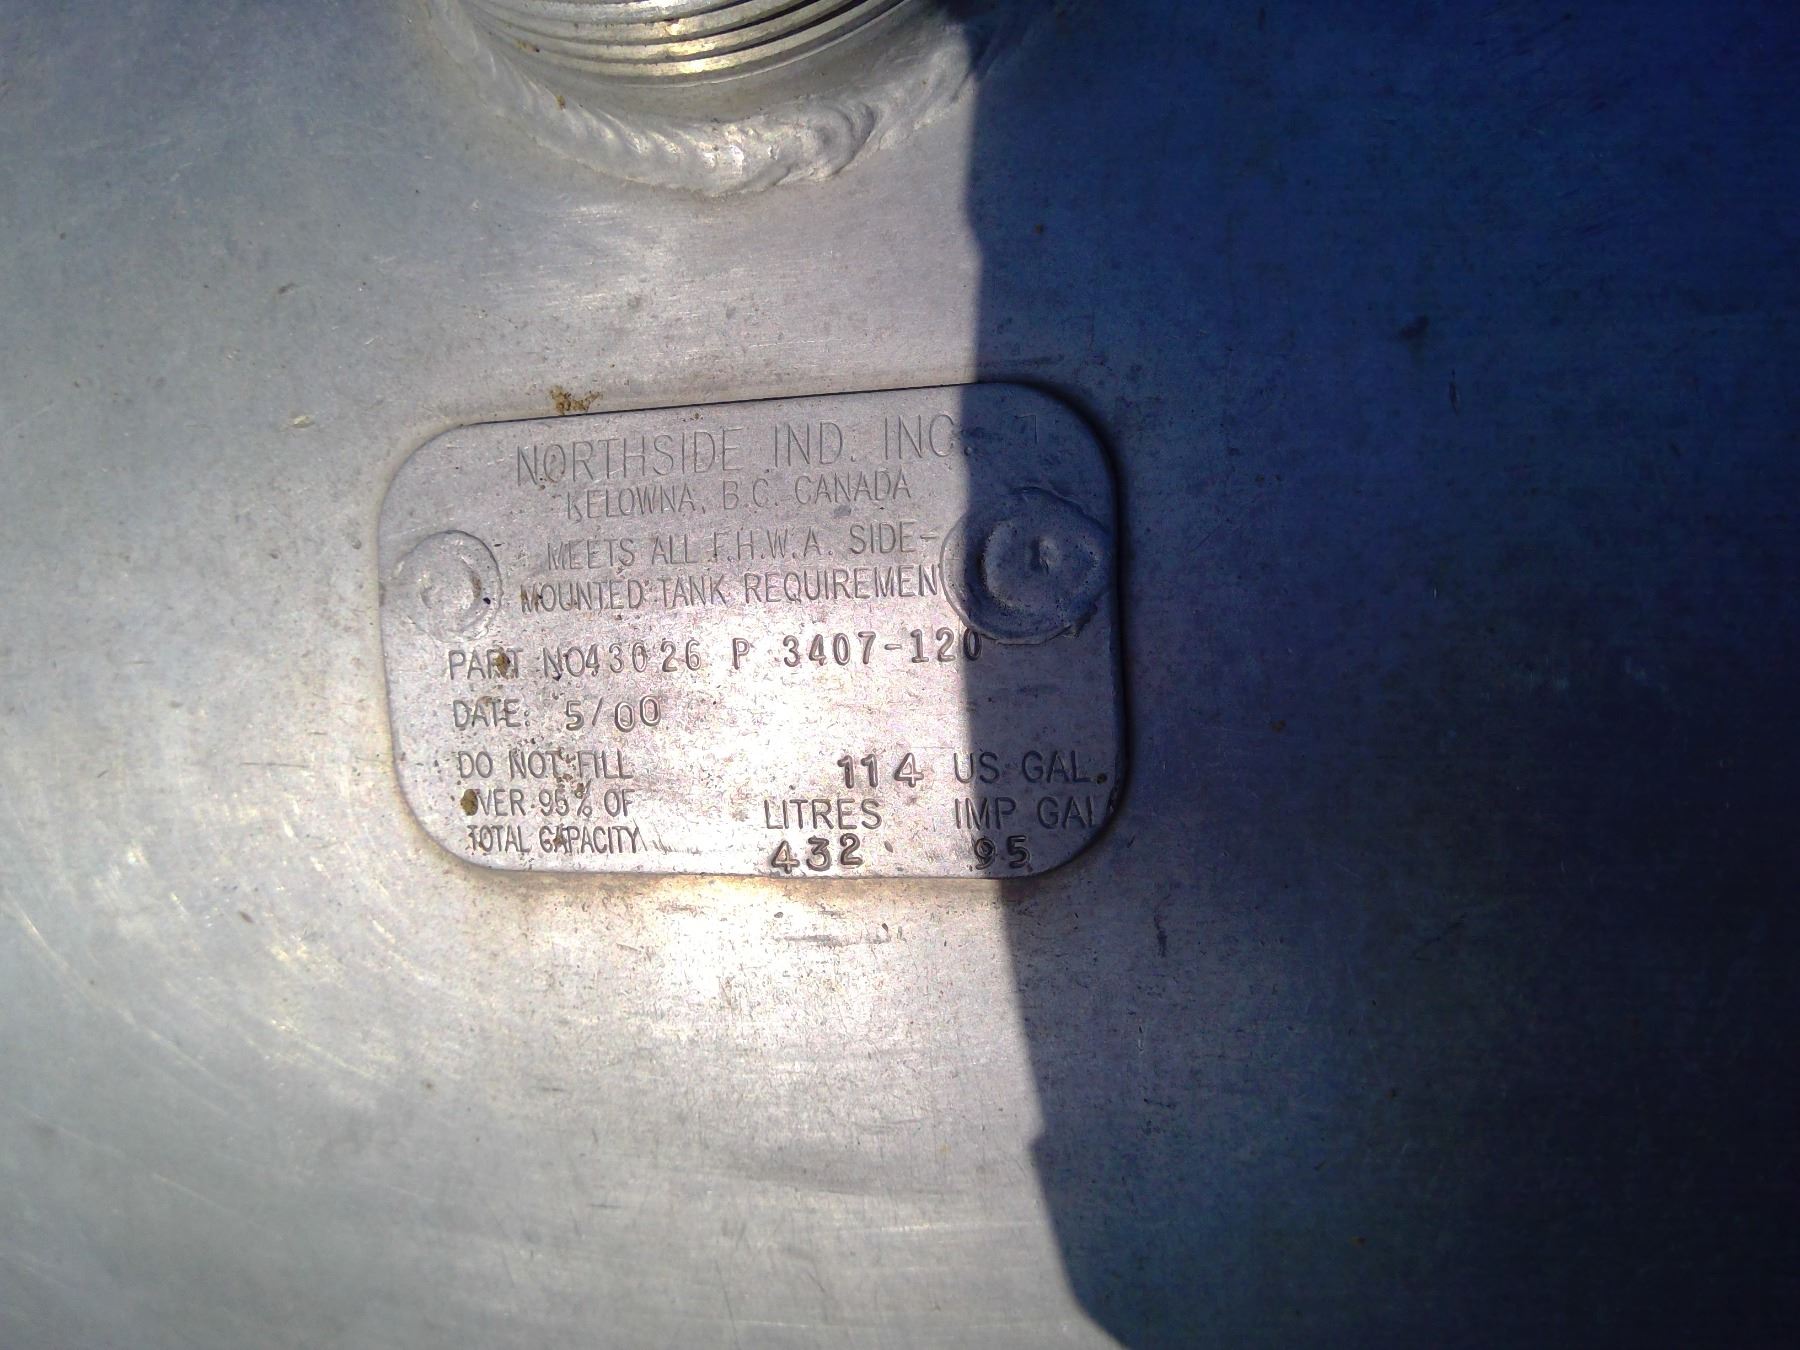 NORTHSIDE IND. INC. 7
KELOWNA, B.C. CANADA
MEETS ALL F.H.W.A. SIDE-
MOUNTED TANK REQUIREMEN
PART NO43026 P 3407-120
DATE: 5/00
DO NOT FILL
OVER 95% OF
TOTAL CAPACITY
114 US GAL.
LITRES IMP GAL
432 95